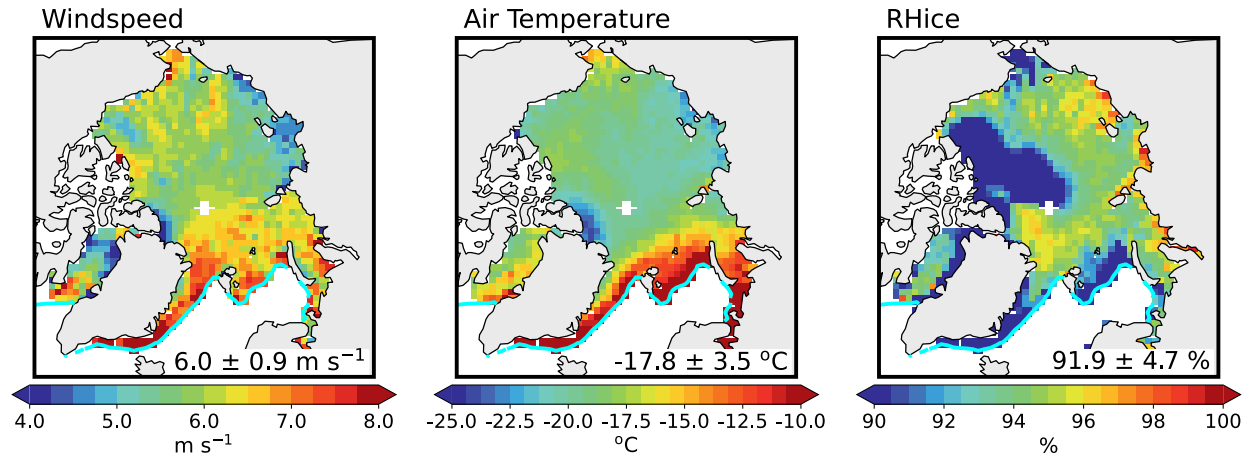 Windspeed
Air Temperature
RHice
6.0 ± 0.9 m s⁻¹
-17.8 ± 3.5 ᵒC
91.9 ± 4.7 %
4.0 5.0 6.0 7.0 8.0
-25.0 -22.5 -20.0 -17.5 -15.0 -12.5 -10.0
90 92 94 96 98 100
m s⁻¹
ᵒC
%